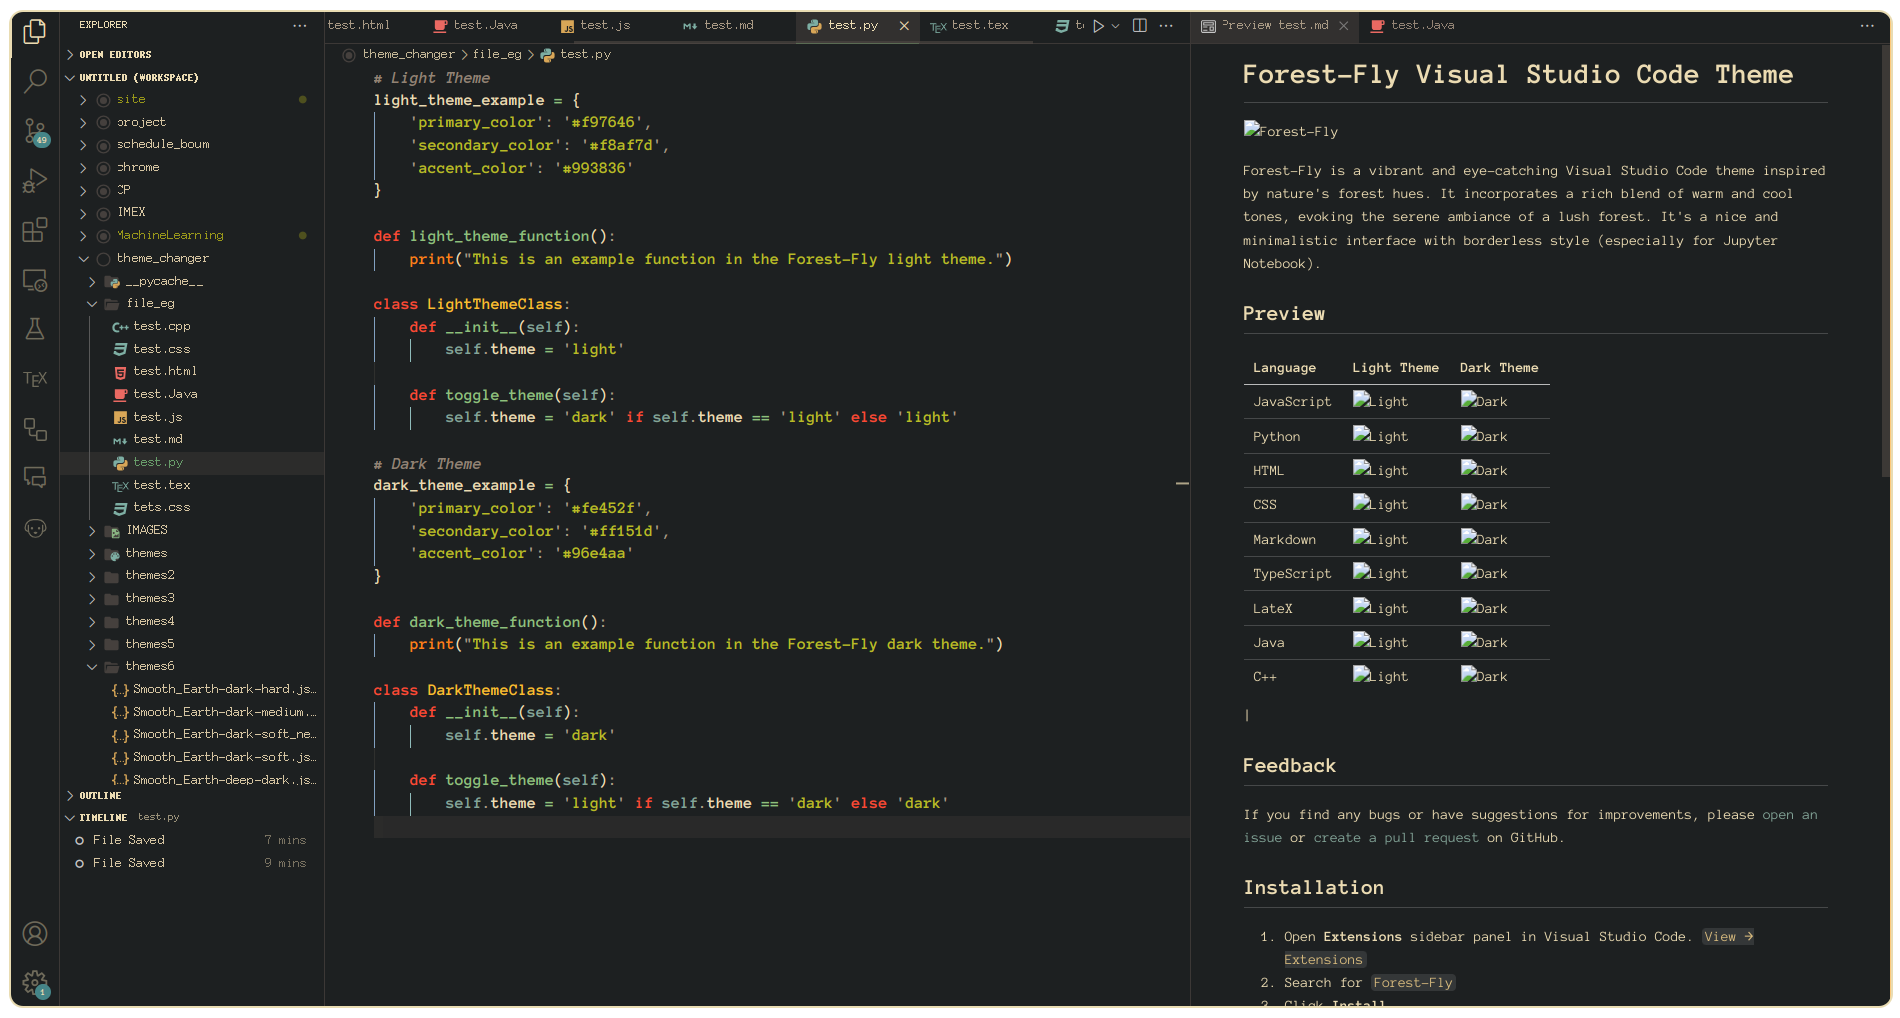 EXPLORER
OPEN EDITORS
UNTITLED (WORKSPACE)
site
project
schedule_boum
chrome
CP
IMEX
MachineLearning
theme_changer
__pycache__
file_eg
test.cpp
test.css
test.html
test.Java
test.js
test.md
test.py
test.tex
tets.css
IMAGES
themes
themes2
themes3
themes4
themes5
themes6
{..} Smooth_Earth-dark-hard.js…
{..} Smooth_Earth-dark-medium.…
{..} Smooth_Earth-dark-soft_ne…
{..} Smooth_Earth-dark-soft.js…
{..} Smooth_Earth-deep-dark.js…
OUTLINE
TIMELINE test.py
File Saved 7 mins
File Saved 9 mins
49
TEX
1
test.html test.Java JS test.js M↓ test.md test.py TEX test.tex
theme_changer > file_eg > test.py
# Light Theme
light_theme_example = {
'primary_color': '#f97646',
'secondary_color': '#f8af7d',
'accent_color': '#993836'
}
def light_theme_function():
print("This is an example function in the Forest-Fly light theme.")
class LightThemeClass:
def __init__(self):
self.theme = 'light'
def toggle_theme(self):
self.theme = 'dark' if self.theme == 'light' else 'light'
# Dark Theme
dark_theme_example = {
'primary_color': '#fe452f',
'secondary_color': '#ff151d',
'accent_color': '#96e4aa'
}
def dark_theme_function():
print("This is an example function in the Forest-Fly dark theme.")
class DarkThemeClass:
def __init__(self):
self.theme = 'dark'
def toggle_theme(self):
self.theme = 'light' if self.theme == 'dark' else 'dark'
Preview test.md test.Java
Forest-Fly Visual Studio Code Theme
Forest-Fly
Forest-Fly is a vibrant and eye-catching Visual Studio Code theme inspired
by nature's forest hues. It incorporates a rich blend of warm and cool
tones, evoking the serene ambiance of a lush forest. It's a nice and
minimalistic interface with borderless style (especially for Jupyter
Notebook).
Preview
Language Light Theme Dark Theme
JavaScript Light Dark
Python Light Dark
HTML Light Dark
CSS Light Dark
Markdown Light Dark
TypeScript Light Dark
LateX Light Dark
Java Light Dark
C++ Light Dark
|
Feedback
If you find any bugs or have suggestions for improvements, please open an
issue or create a pull request on GitHub.
Installation
1. Open Extensions sidebar panel in Visual Studio Code. View →
Extensions
2. Search for Forest-Fly
3. Click Install